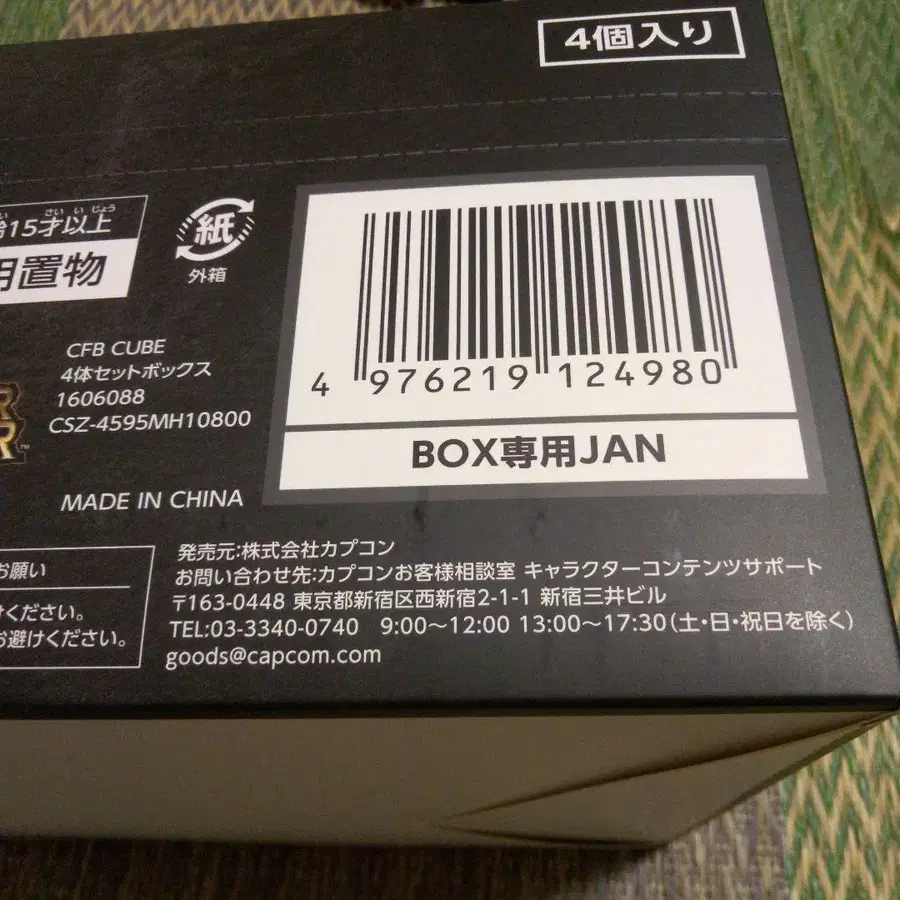 4個入り
齢15才以上
さいいじょう
用置物
紙
外箱
CFB CUBE
4体セットボックス
1606088
CSZ-4595MH10800
MADE IN CHINA
4 976219 124980
BOX専用JAN
お願い
けください。
お避けください。
発売元:株式会社カプコン
お問い合わせ先:カプコンお客様相談室 キャラクターコンテンツサポート
〒163-0448 東京都新宿区西新宿2-1-1 新宿三井ビル
TEL:03-3340-0740 9:00〜12:00 13:00〜17:30(土・日・祝日を除く)
goods@capcom.com